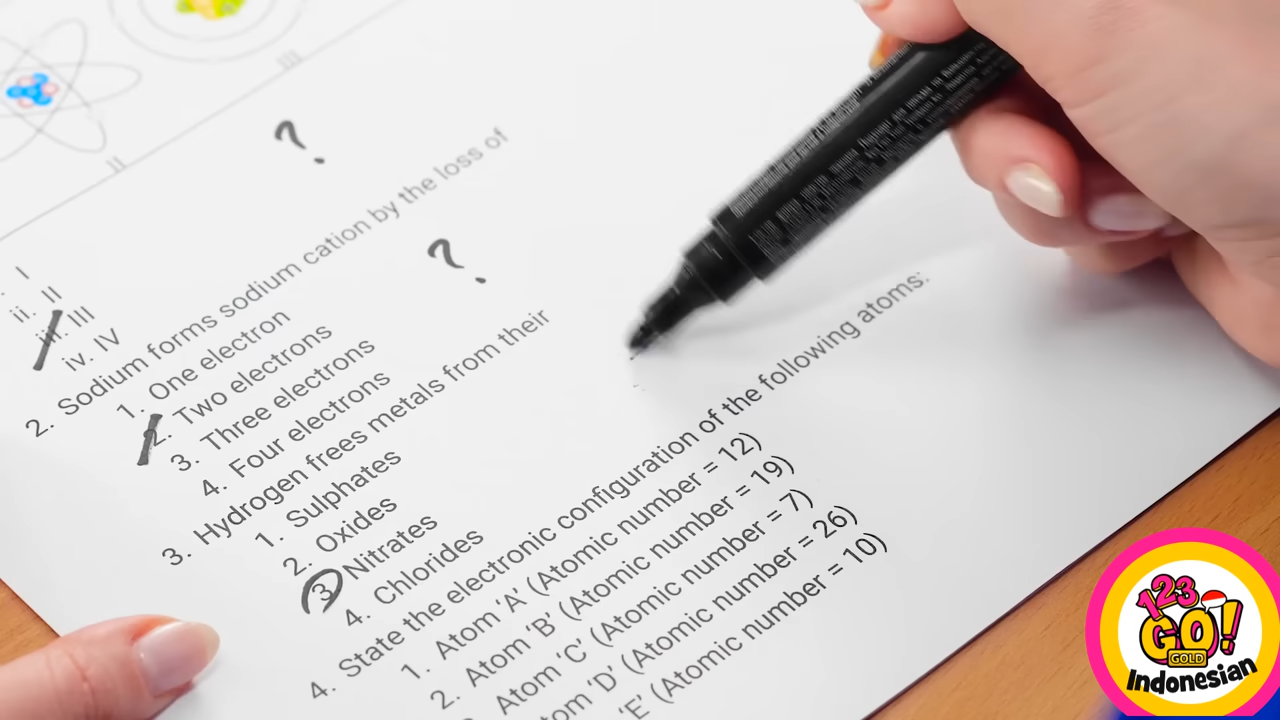 III
II
?
. I
ii. II
iii. III
iv. IV
2. Sodium forms sodium cation by the loss of
?
1. One electron
2. Two electrons
3. Three electrons
4. Four electrons
3. Hydrogen frees metals from their
?
1. Sulphates
2. Oxides
3. Nitrates
4. Chlorides
4. State the electronic configuration of the following atoms:
1. Atom 'A' (Atomic number = 12)
2. Atom 'B' (Atomic number = 19)
Atom 'C' (Atomic number = 7)
tom 'D' (Atomic number = 26)
'E' (Atomic number = 10)
123
GO!
GOLD
Indonesian